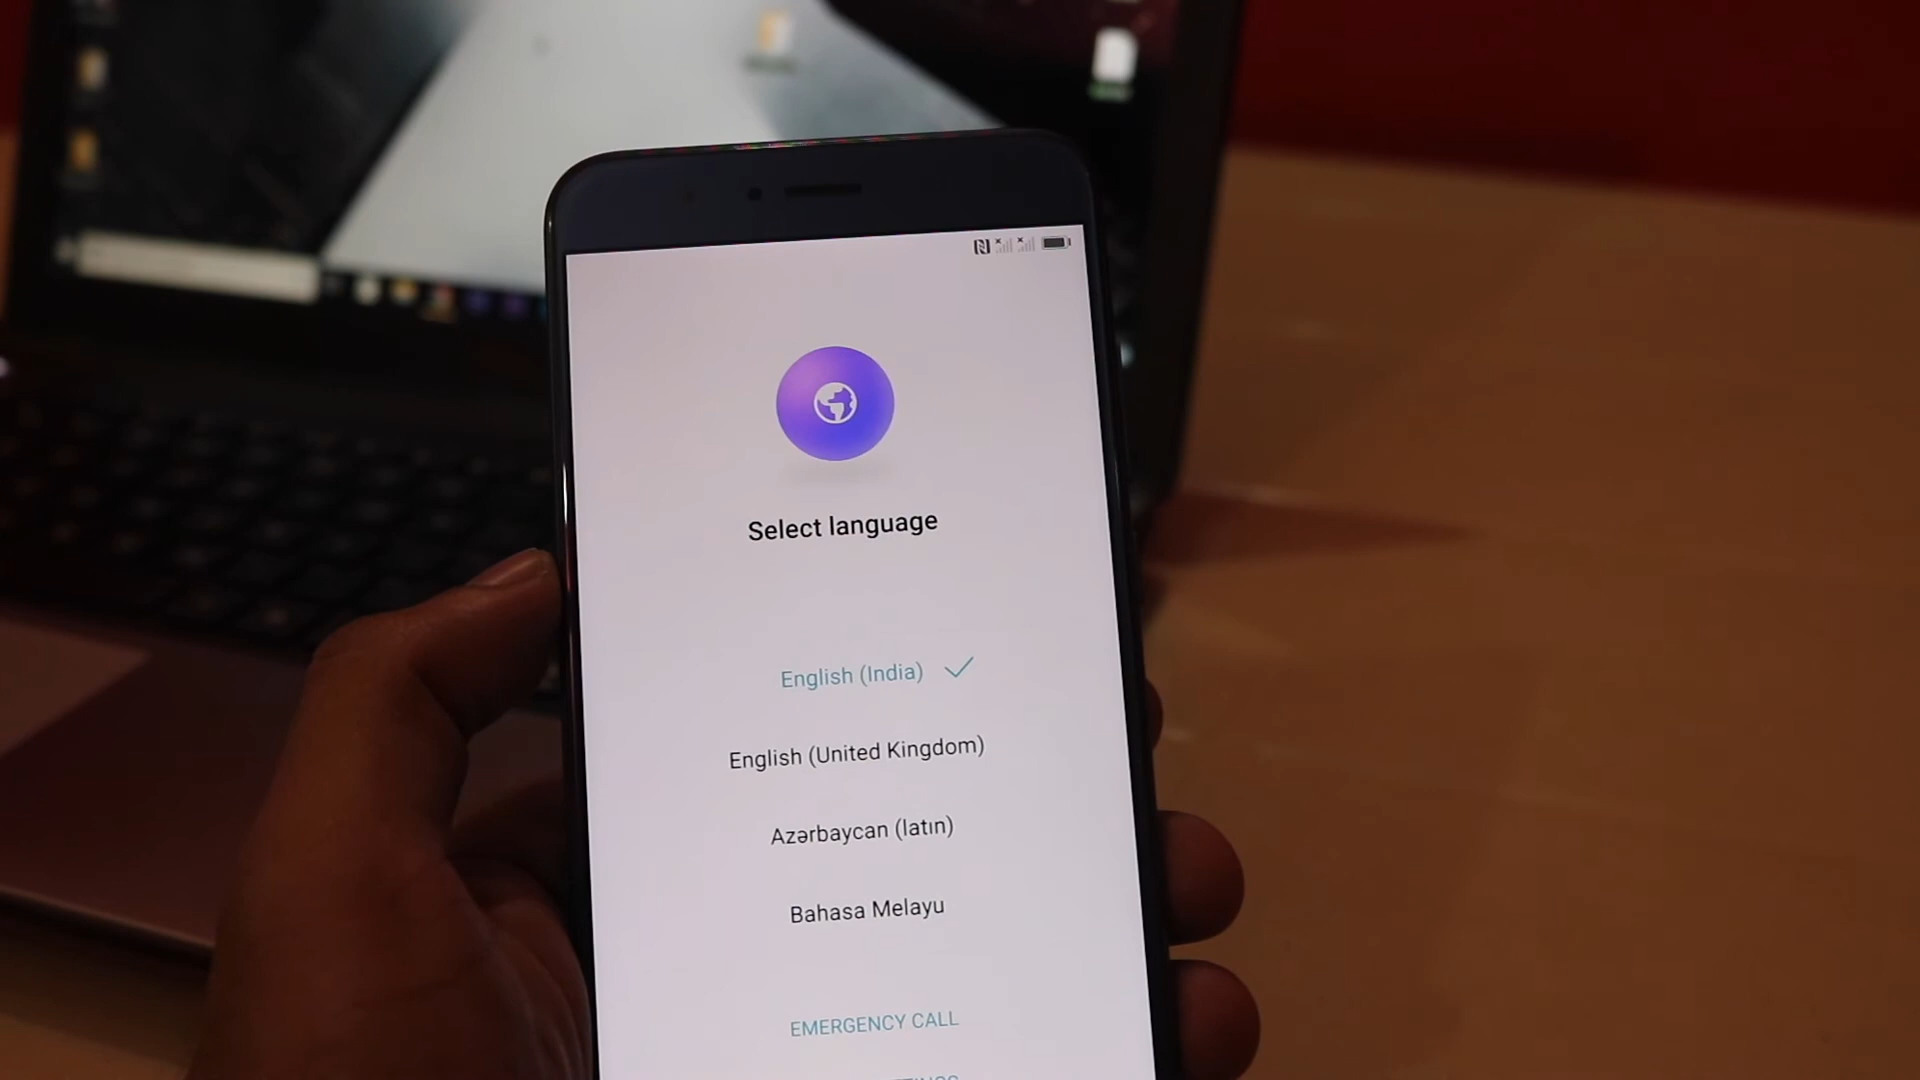 Select language
English (India)
English (United Kingdom)
Azərbaycan (latın)
Bahasa Melayu
EMERGENCY CALL